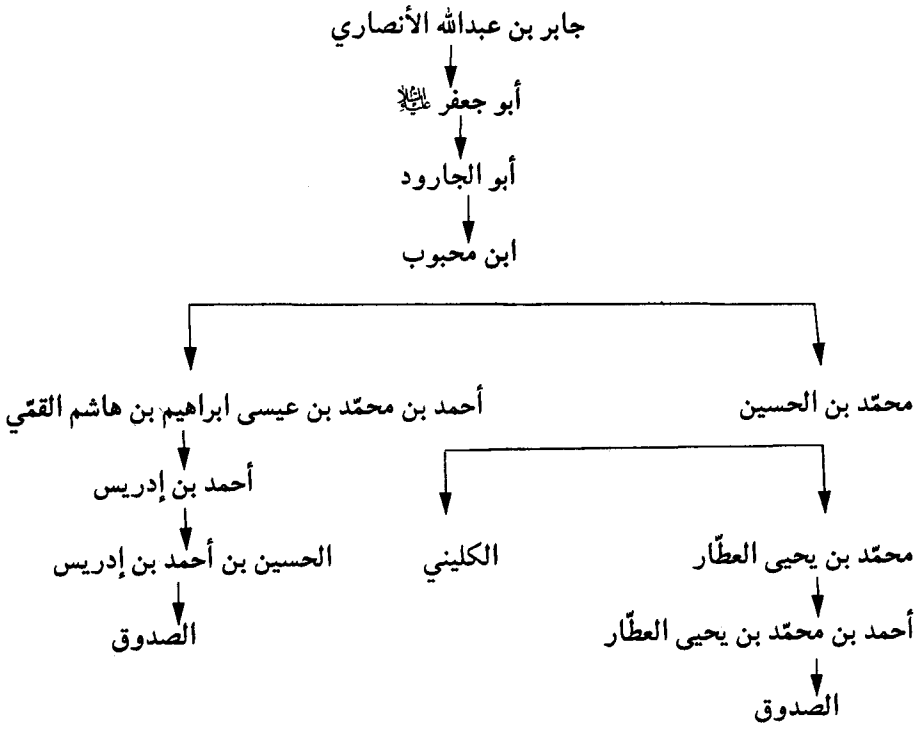 جابر بن عبدالله الأنصاري
أبو جعفر عليه السلام
أبو الجارود
ابن محبوب
محمّد بن الحسين
أحمد بن محمّد بن عيسى ابراهيم بن هاشم القمّي
أحمد بن إدريس
محمّد بن يحيى العطّار
الكليني
الحسين بن أحمد بن إدريس
أحمد بن محمّد بن يحيى العطّار
الصدوق
الصدوق